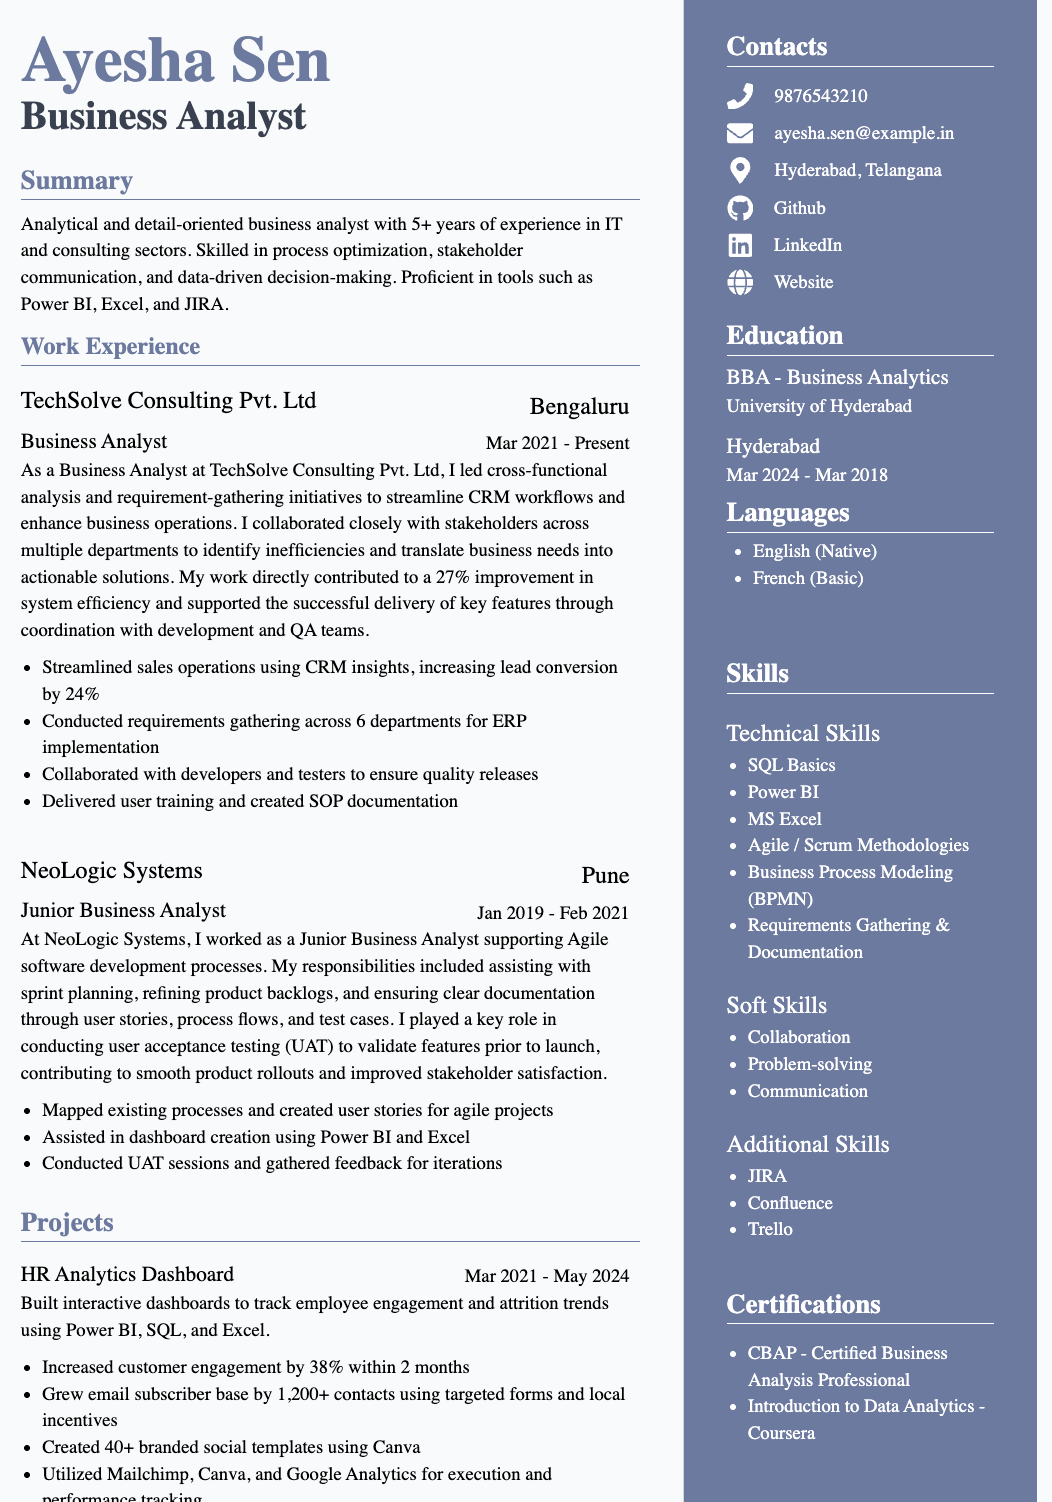 Ayesha Sen
Business Analyst
Summary
Analytical and detail-oriented business analyst with 5+ years of experience in IT
and consulting sectors. Skilled in process optimization, stakeholder
communication, and data-driven decision-making. Proficient in tools such as
Power BI, Excel, and JIRA.
Work Experience
TechSolve Consulting Pvt. Ltd
Bengaluru
Business Analyst
Mar 2021 - Present
As a Business Analyst at TechSolve Consulting Pvt. Ltd, I led cross-functional
analysis and requirement-gathering initiatives to streamline CRM workflows and
enhance business operations. I collaborated closely with stakeholders across
multiple departments to identify inefficiencies and translate business needs into
actionable solutions. My work directly contributed to a 27% improvement in
system efficiency and supported the successful delivery of key features through
coordination with development and QA teams.
• Streamlined sales operations using CRM insights, increasing lead conversion
by 24%
• Conducted requirements gathering across 6 departments for ERP
implementation
• Collaborated with developers and testers to ensure quality releases
• Delivered user training and created SOP documentation
NeoLogic Systems
Pune
Junior Business Analyst
Jan 2019 - Feb 2021
At NeoLogic Systems, I worked as a Junior Business Analyst supporting Agile
software development processes. My responsibilities included assisting with
sprint planning, refining product backlogs, and ensuring clear documentation
through user stories, process flows, and test cases. I played a key role in
conducting user acceptance testing (UAT) to validate features prior to launch,
contributing to smooth product rollouts and improved stakeholder satisfaction.
• Mapped existing processes and created user stories for agile projects
• Assisted in dashboard creation using Power BI and Excel
• Conducted UAT sessions and gathered feedback for iterations
Projects
HR Analytics Dashboard
Mar 2021 - May 2024
Built interactive dashboards to track employee engagement and attrition trends
using Power BI, SQL, and Excel.
• Increased customer engagement by 38% within 2 months
• Grew email subscriber base by 1,200+ contacts using targeted forms and local
incentives
• Created 40+ branded social templates using Canva
• Utilized Mailchimp, Canva, and Google Analytics for execution and
performance tracking
Contacts
9876543210
ayesha.sen@example.in
Hyderabad, Telangana
Github
LinkedIn
Website
Education
BBA - Business Analytics
University of Hyderabad
Hyderabad
Mar 2024 - Mar 2018
Languages
• English (Native)
• French (Basic)
Skills
Technical Skills
• SQL Basics
• Power BI
• MS Excel
• Agile / Scrum Methodologies
• Business Process Modeling
(BPMN)
• Requirements Gathering &
Documentation
Soft Skills
• Collaboration
• Problem-solving
• Communication
Additional Skills
• JIRA
• Confluence
• Trello
Certifications
• CBAP - Certified Business
Analysis Professional
• Introduction to Data Analytics -
Coursera